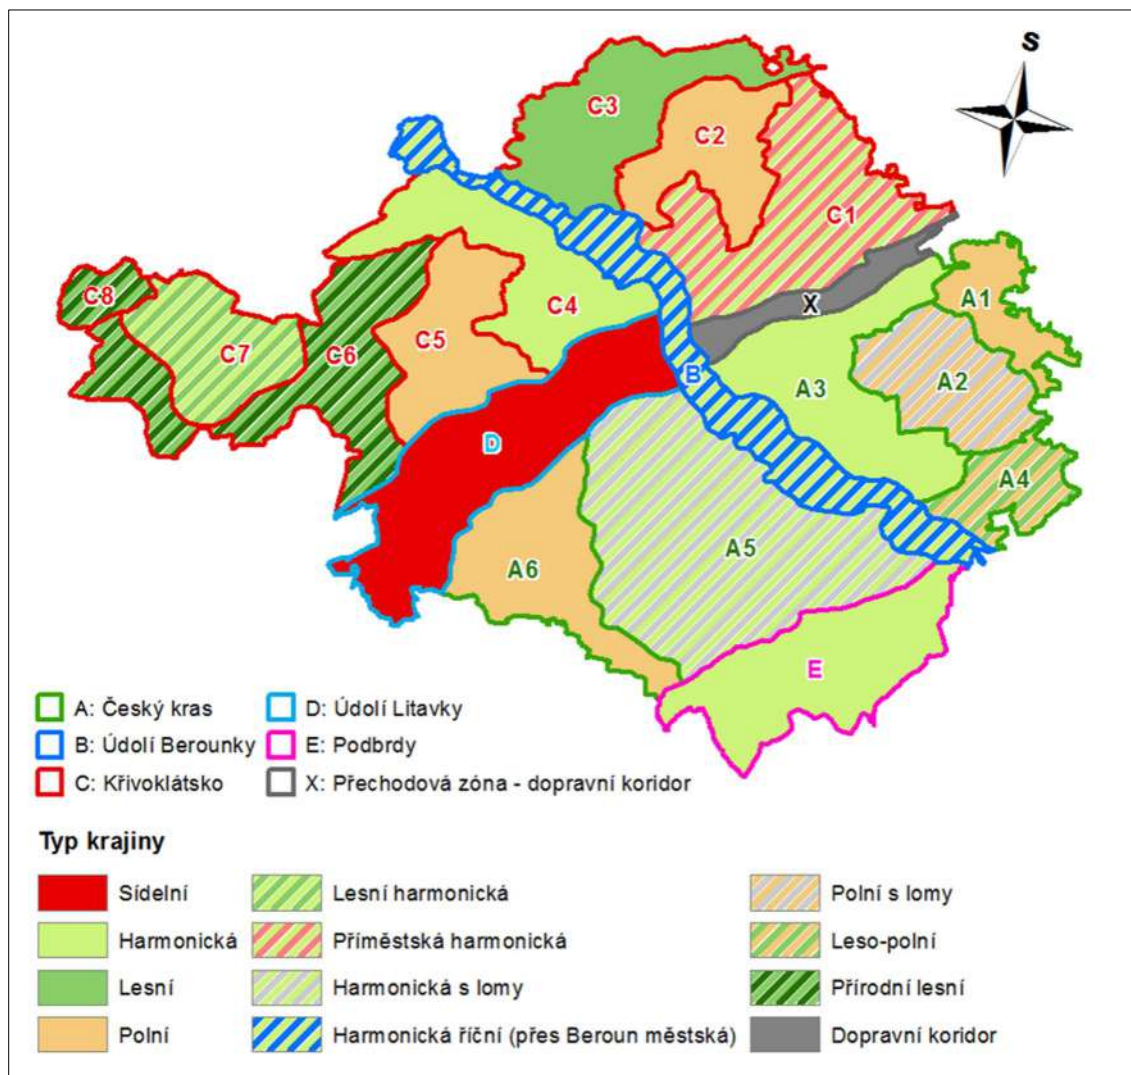 S
C3
C2
C1
A1
C8
C4
X
C7
C6
C5
B
A3
A2
D
A4
A5
A6
E
A: Český kras
D: Údolí Litavky
B: Údolí Berounky
E: Podbrdy
C: Křivoklátsko
X: Přechodová zóna - dopravní koridor
Typ krajiny
Sídelní
Lesní harmonická
Polní s lomy
Harmonická
Příměstská harmonická
Leso-polní
Lesní
Harmonická s lomy
Přírodní lesní
Polní
Harmonická říční (přes Beroun městská)
Dopravní koridor